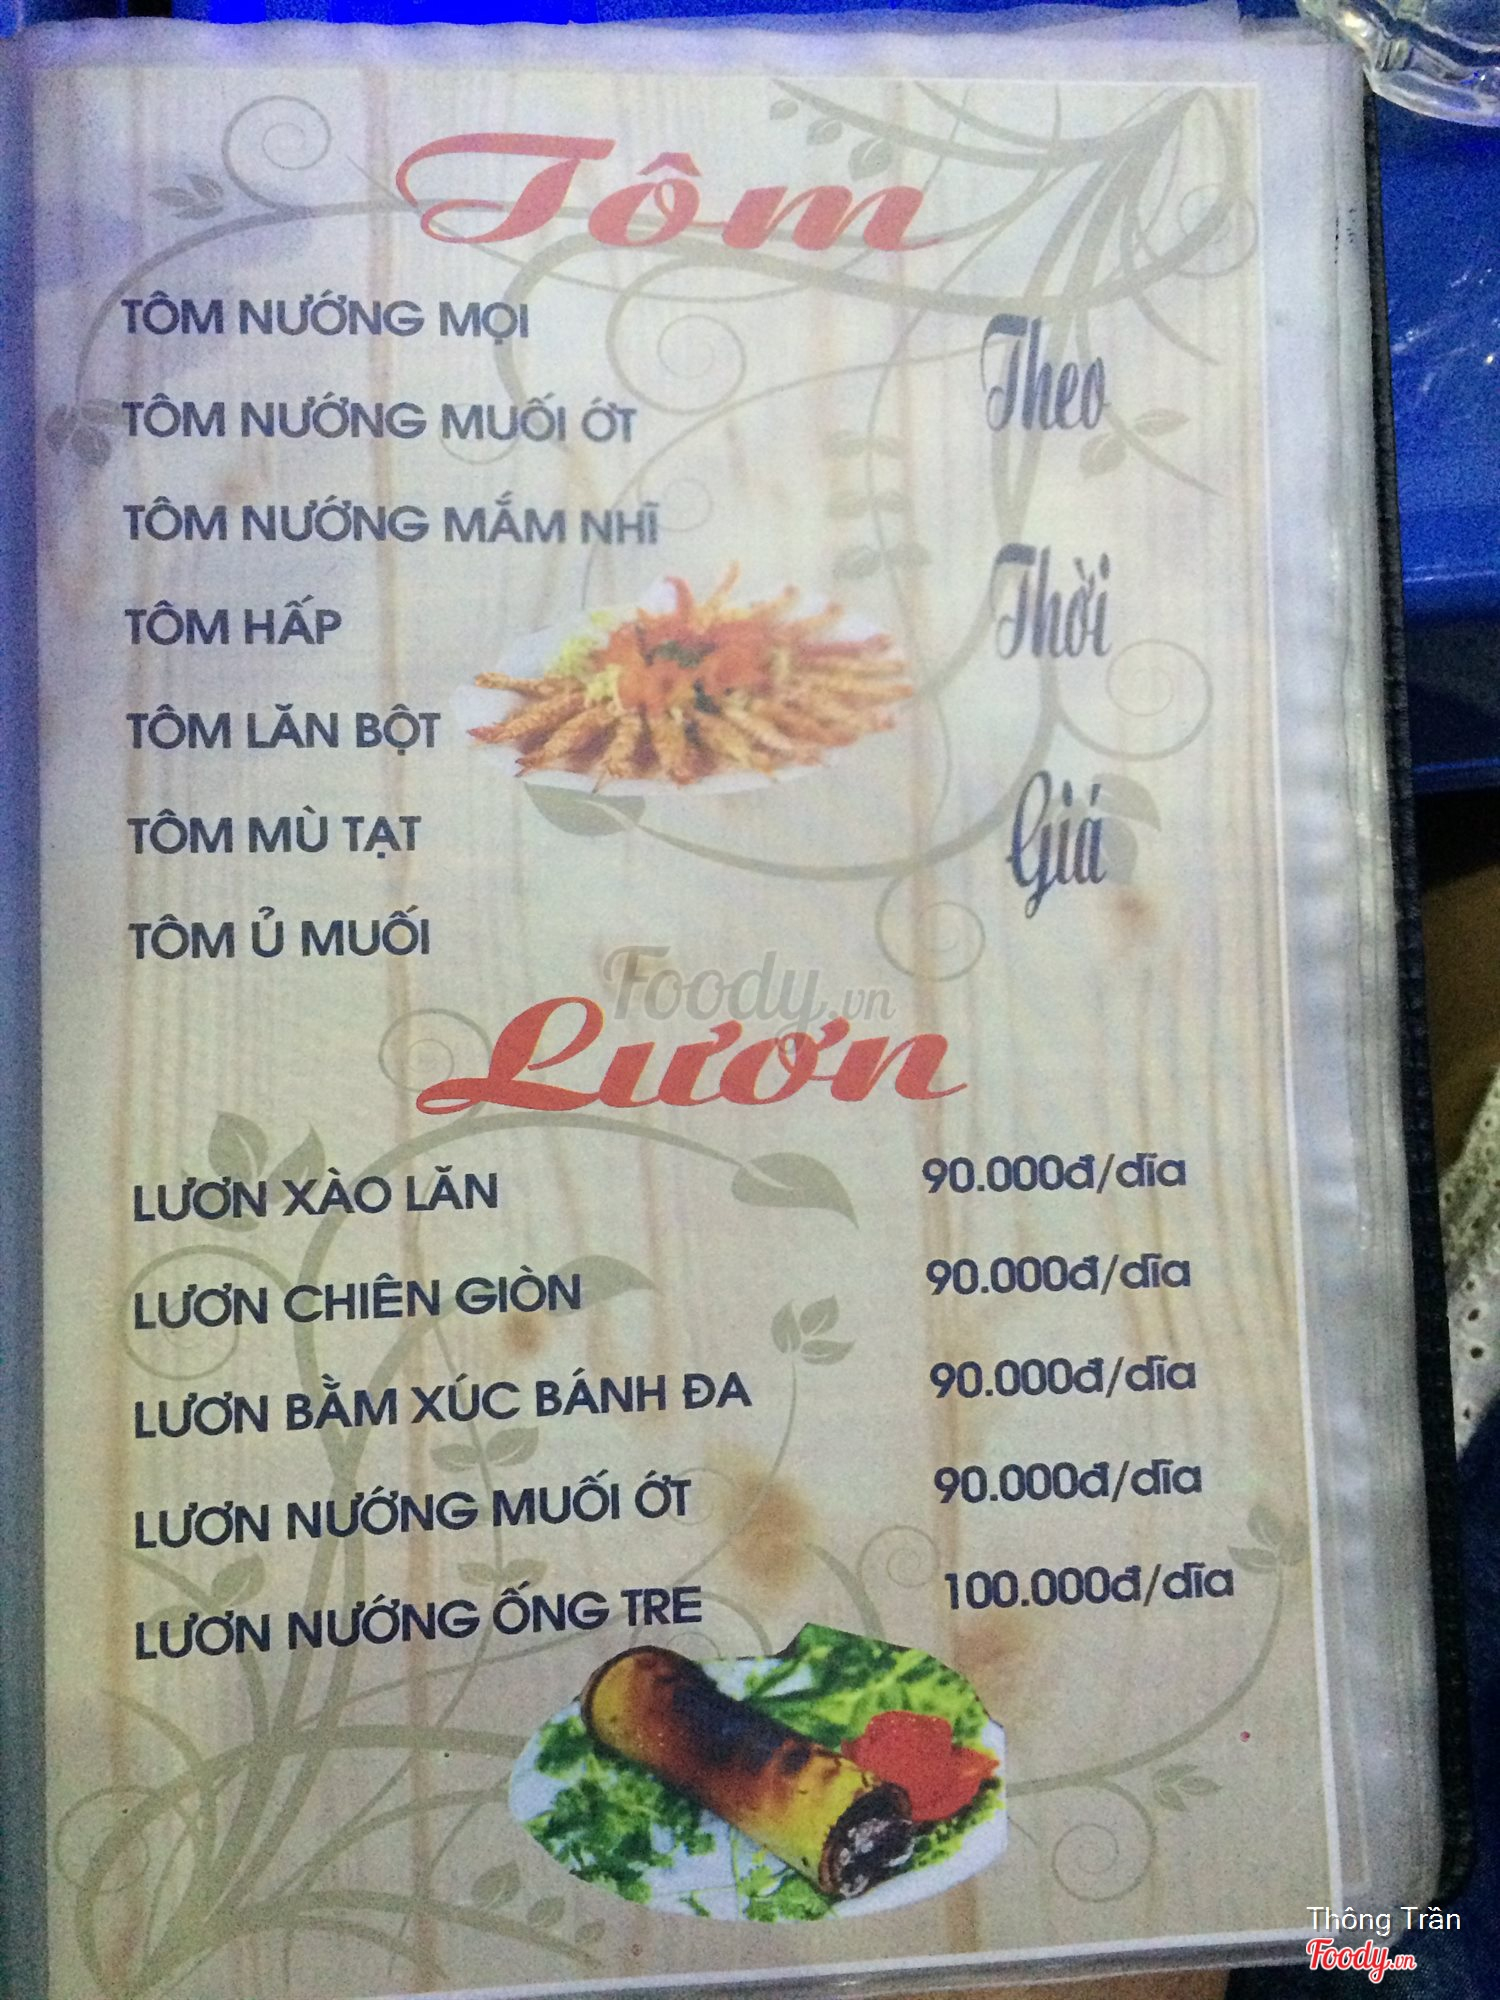 Tôm
TÔM NƯỚNG MỌI
TÔM NƯỚNG MUỐI ỚT
TÔM NƯỚNG MẮM NHĨ
TÔM HẤP
TÔM LĂN BỘT
TÔM MÙ TẠT
TÔM Ủ MUỐI
Theo
Thời
Giá
Foody.vn
Lươn
LƯƠN XÀO LĂN 90.000đ/dĩa
LƯƠN CHIÊN GIÒN 90.000đ/dĩa
LƯƠN BẰM XÚC BÁNH ĐA 90.000đ/dĩa
LƯƠN NƯỚNG MUỐI ỚT 90.000đ/dĩa
LƯƠN NƯỚNG ỐNG TRE 100.000đ/dĩa
Thông Trần
Foody.vn